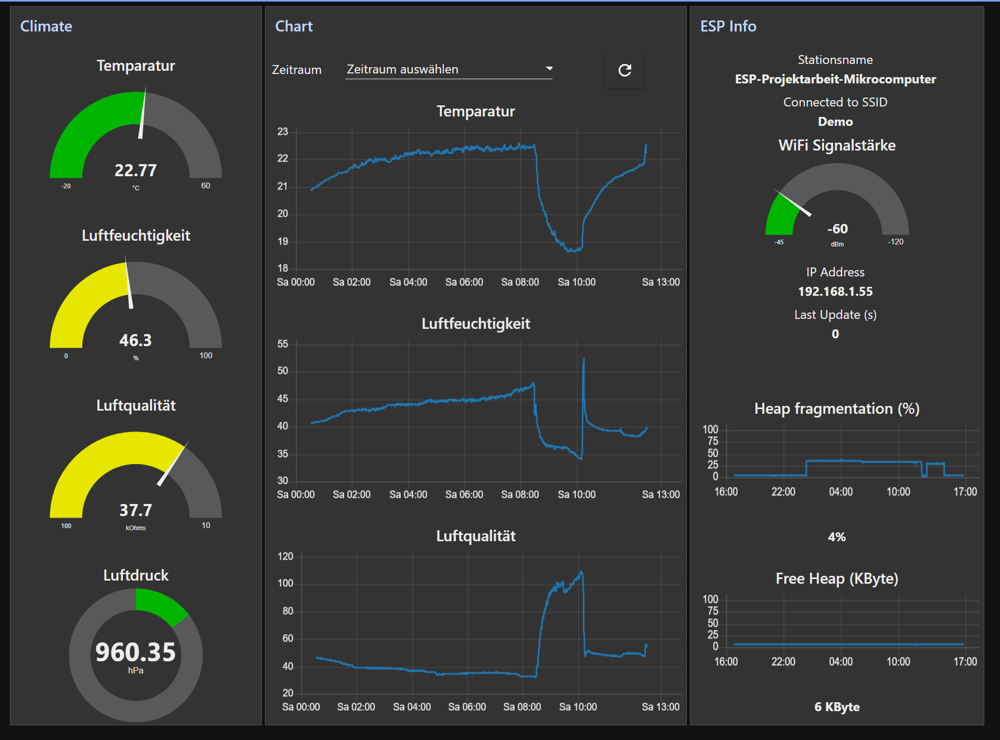 Climate
Temparatur
22.77
-20
°C
60
Luftfeuchtigkeit
46.3
0
%
100
Luftqualität
37.7
100
kOhms
10
Luftdruck
960.35
hPa
Chart
Zeitraum
Zeitraum auswählen
Temparatur
23
22
21
20
19
18
Sa 00:00 Sa 02:00 Sa 04:00 Sa 06:00 Sa 08:00 Sa 10:00 Sa 13:00
Luftfeuchtigkeit
55
50
45
40
35
30
Sa 00:00 Sa 02:00 Sa 04:00 Sa 06:00 Sa 08:00 Sa 10:00 Sa 13:00
Luftqualität
120
100
80
60
40
20
Sa 00:00 Sa 02:00 Sa 04:00 Sa 06:00 Sa 08:00 Sa 10:00 Sa 13:00
ESP Info
Stationsname
ESP-Projektarbeit-Mikrocomputer
Connected to SSID
Demo
WiFi Signalstärke
-60
-45
dBm
-120
IP Address
192.168.1.55
Last Update (s)
0
Heap fragmentation (%)
100
75
50
25
0
16:00 22:00 04:00 10:00 17:00
4%
Free Heap (KByte)
100
75
50
25
0
16:00 22:00 04:00 10:00 17:00
6 KByte